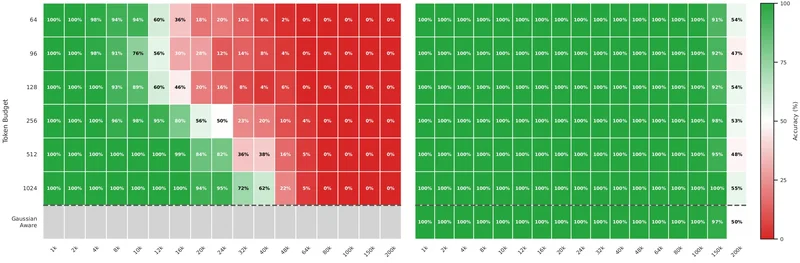 64 100% 100% 98% 94% 94% 60% 36% 18% 20% 14% 6% 2% 0% 0% 0% 0% 0% 100% 100% 100% 100% 100% 100% 100% 100% 100% 100% 100% 100% 100% 100% 100% 91% 54%
96 100% 100% 98% 91% 76% 56% 30% 28% 12% 14% 8% 4% 0% 0% 0% 0% 0% 100% 100% 100% 100% 100% 100% 100% 100% 100% 100% 100% 100% 100% 100% 100% 92% 47%
128 100% 100% 100% 93% 89% 60% 46% 20% 16% 8% 4% 6% 0% 0% 0% 0% 0% 100% 100% 100% 100% 100% 100% 100% 100% 100% 100% 100% 100% 100% 100% 100% 92% 54%
256 100% 100% 100% 96% 98% 95% 80% 56% 50% 22% 20% 10% 4% 0% 0% 0% 0% 100% 100% 100% 100% 100% 100% 100% 100% 100% 100% 100% 100% 100% 100% 100% 98% 53%
512 100% 100% 100% 100% 100% 100% 99% 84% 82% 36% 38% 16% 5% 0% 0% 0% 0% 100% 100% 100% 100% 100% 100% 100% 100% 100% 100% 100% 100% 100% 100% 100% 95% 48%
1024 100% 100% 100% 100% 100% 100% 100% 94% 95% 72% 62% 22% 5% 0% 0% 0% 0% 100% 100% 100% 100% 100% 100% 100% 100% 100% 100% 100% 100% 100% 100% 100% 100% 55%
Gaussian
Aware
100% 100% 100% 100% 100% 100% 100% 100% 100% 100% 100% 100% 100% 100% 100% 97% 50%
1k 2k 4k 8k 10k 12k 16k 20k 24k 32k 40k 48k 64k 80k 100k 150k 200k
1k 2k 4k 8k 10k 12k 16k 20k 24k 32k 40k 48k 64k 80k 100k 150k 200k
Token Budget
100
75
50
25
0
Accuracy (%)